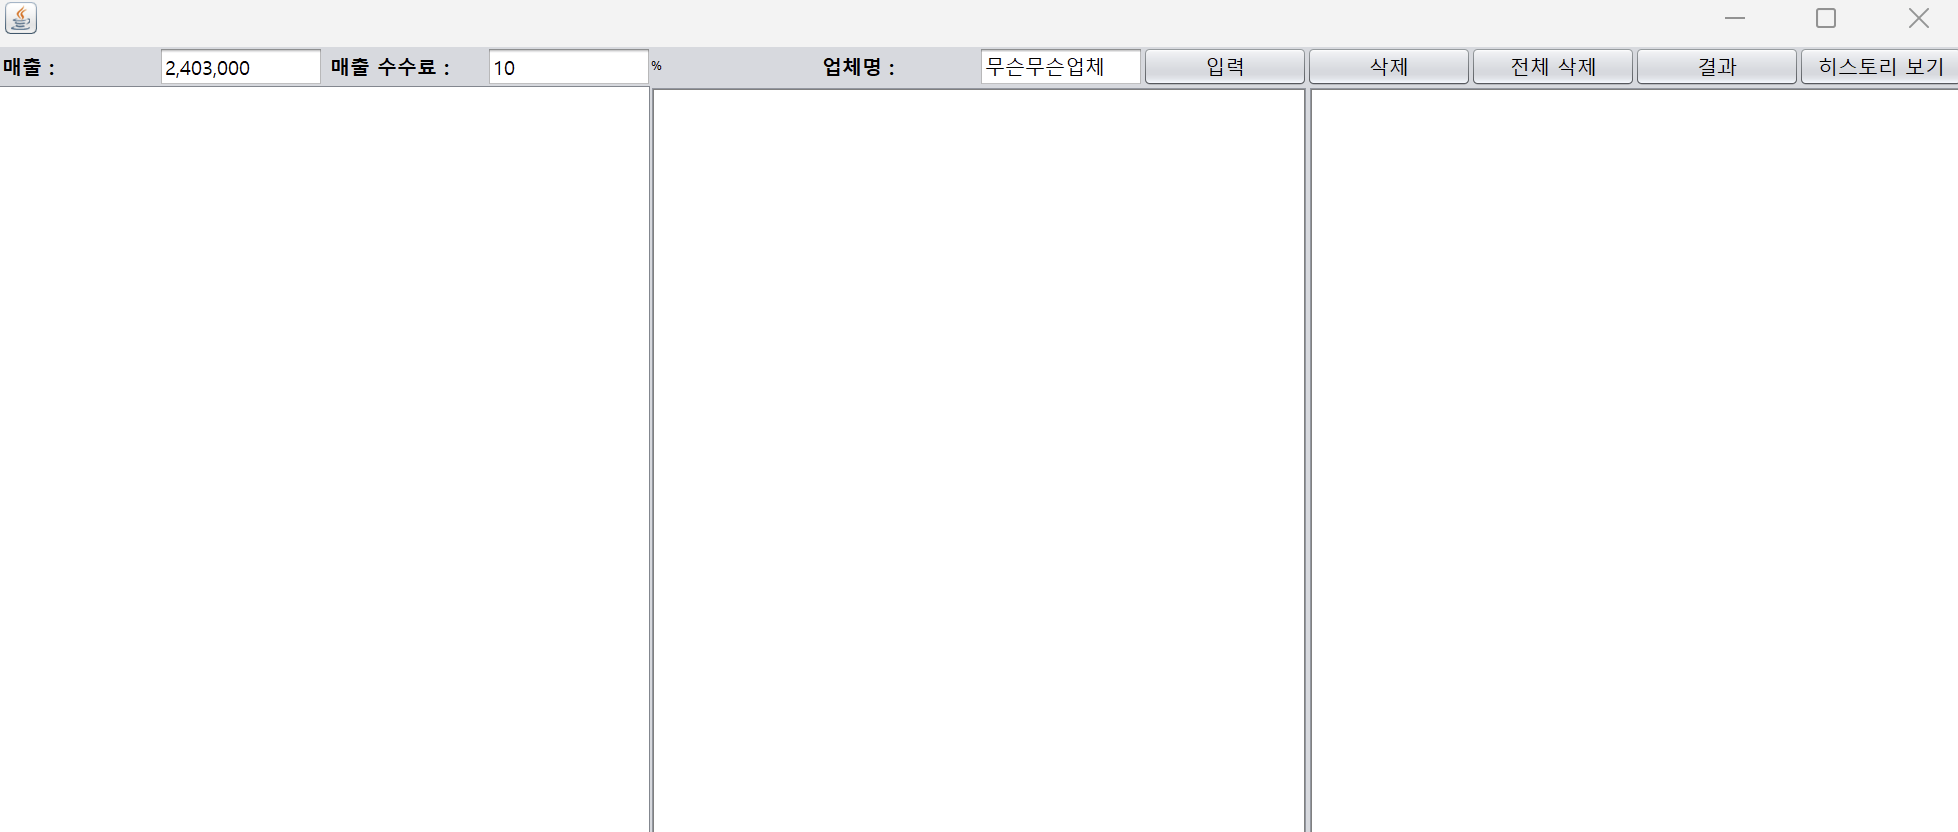 매출 : 2,403,000 매출 수수료 : 10 % 업체명 : 무슨무슨업체 입력 삭제 전체 삭제 결과 히스토리 보기